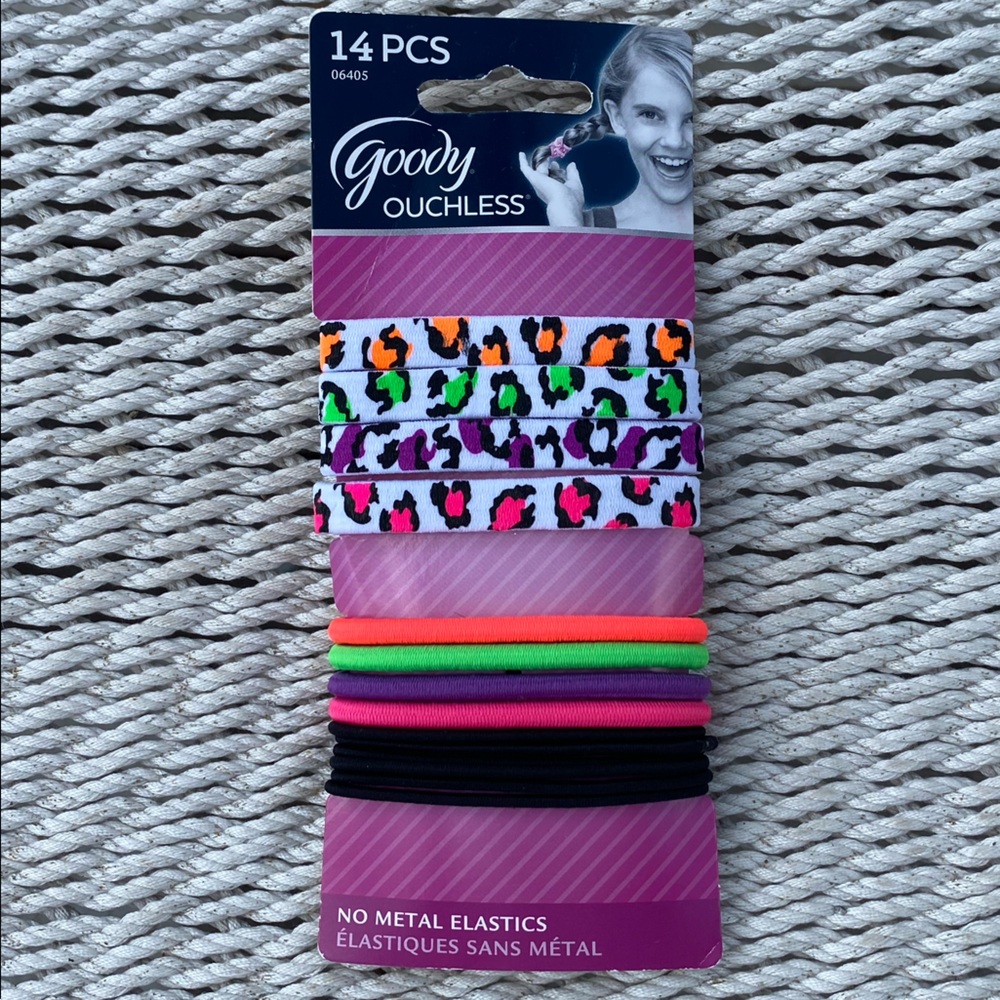 14 PCS
06405
goody®
OUCHLESS®
NO METAL ELASTICS
ÉLASTIQUES SANS MÉTAL